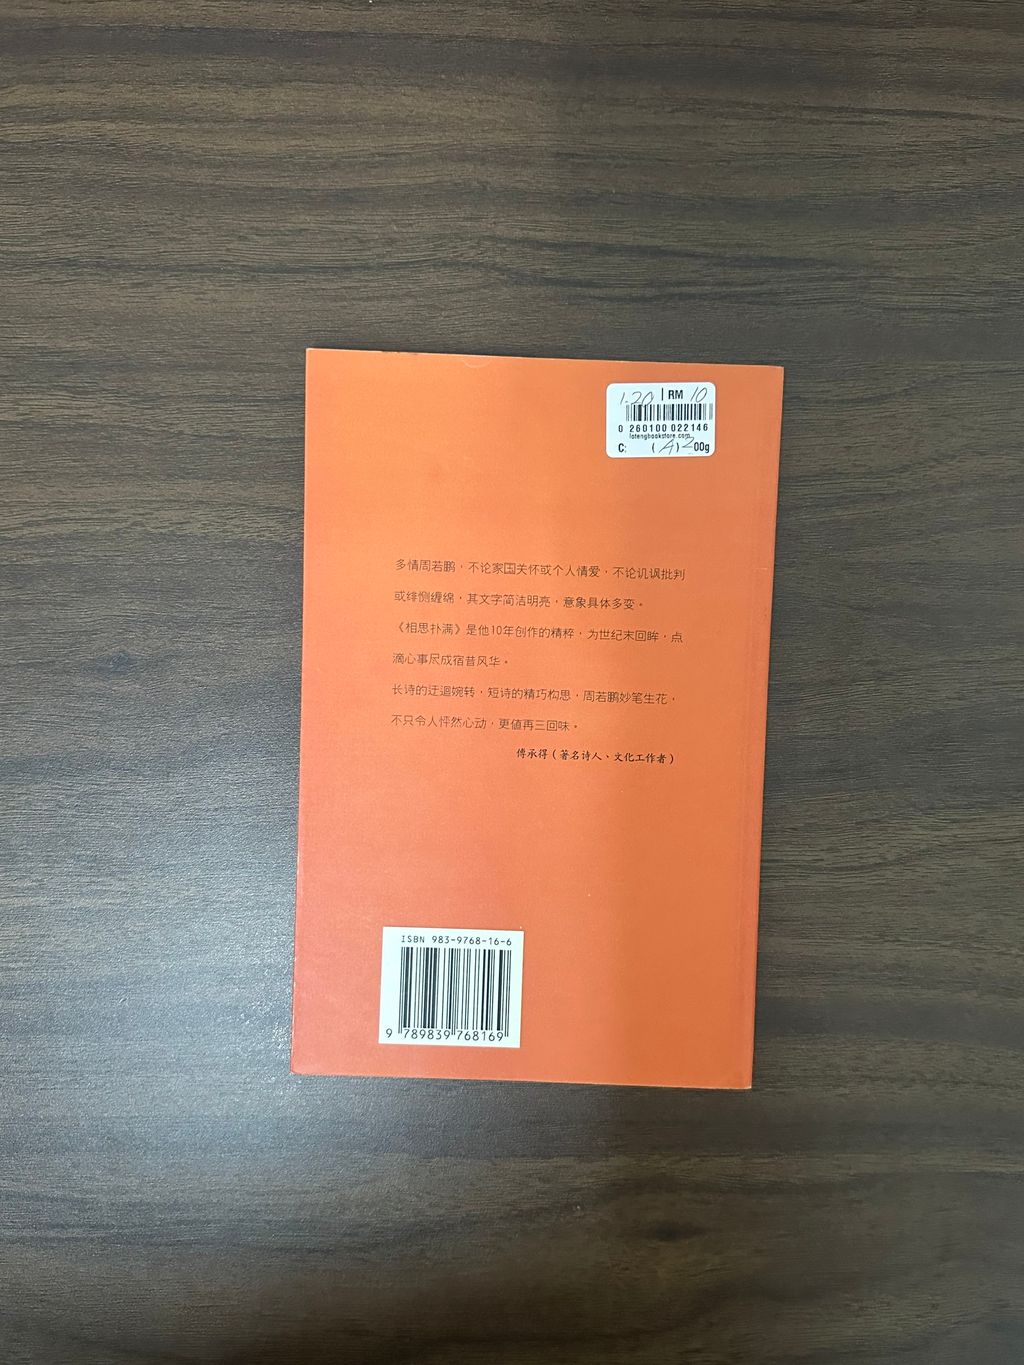 1.20 | RM 10
0 260100 022146
latengbookstore.com
C: (A) 200g
多情周若鹏，不论家国关怀或个人情爱，不论讥讽批判
或绯恻缠绵，其文字简洁明亮，意象具体多变。
《相思扑满》是他10年创作的精粹，为世纪末回眸，点
滴心事尽成宿昔风华。
长诗的迂迴婉转，短诗的精巧构思，周若鹏妙笔生花，
不只令人怦然心动，更值再三回味。
傅承得（著名诗人、文化工作者）
ISBN 983-9768-16-6
9 789839 768169